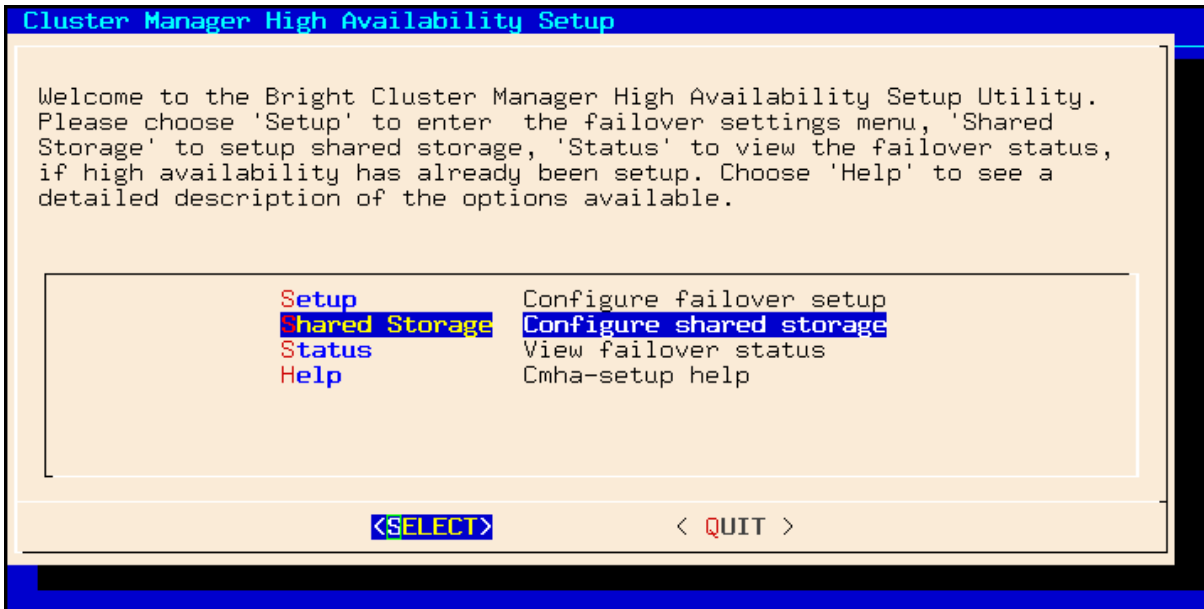 Cluster Manager High Availability Setup
Welcome to the Bright Cluster Manager High Availability Setup Utility.
Please choose 'Setup' to enter  the failover settings menu, 'Shared
Storage' to setup shared storage, 'Status' to view the failover status,
if high availability has already been setup. Choose 'Help' to see a
detailed description of the options available.
Setup Configure failover setup
Shared Storage Configure shared storage
Status View failover status
Help Cmha-setup help
<SELECT> < QUIT >